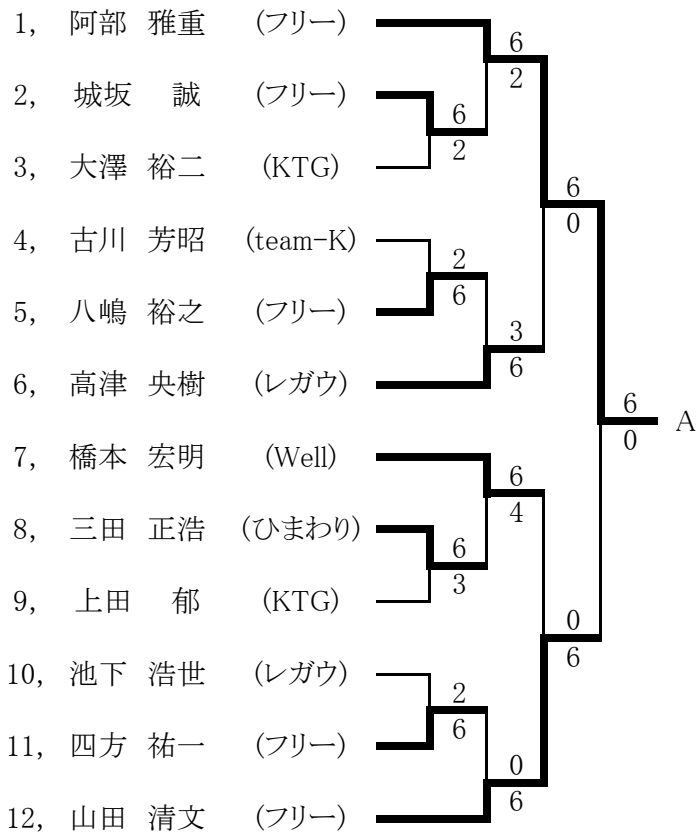 1, 阿部 雅重 (フリー)
6
2
2, 城坂 誠 (フリー)
6
2
3, 大澤 裕二 (KTG)
6
0
4, 古川 芳昭 (team-K)
2
6
5, 八嶋 裕之 (フリー)
3
6
6, 高津 央樹 (レガウ)
6
0
A
7, 橋本 宏明 (Well)
6
4
8, 三田 正浩 (ひまわり)
6
3
9, 上田 郁 (KTG)
0
6
10, 池下 浩世 (レガウ)
2
6
11, 四方 祐一 (フリー)
0
6
12, 山田 清文 (フリー)